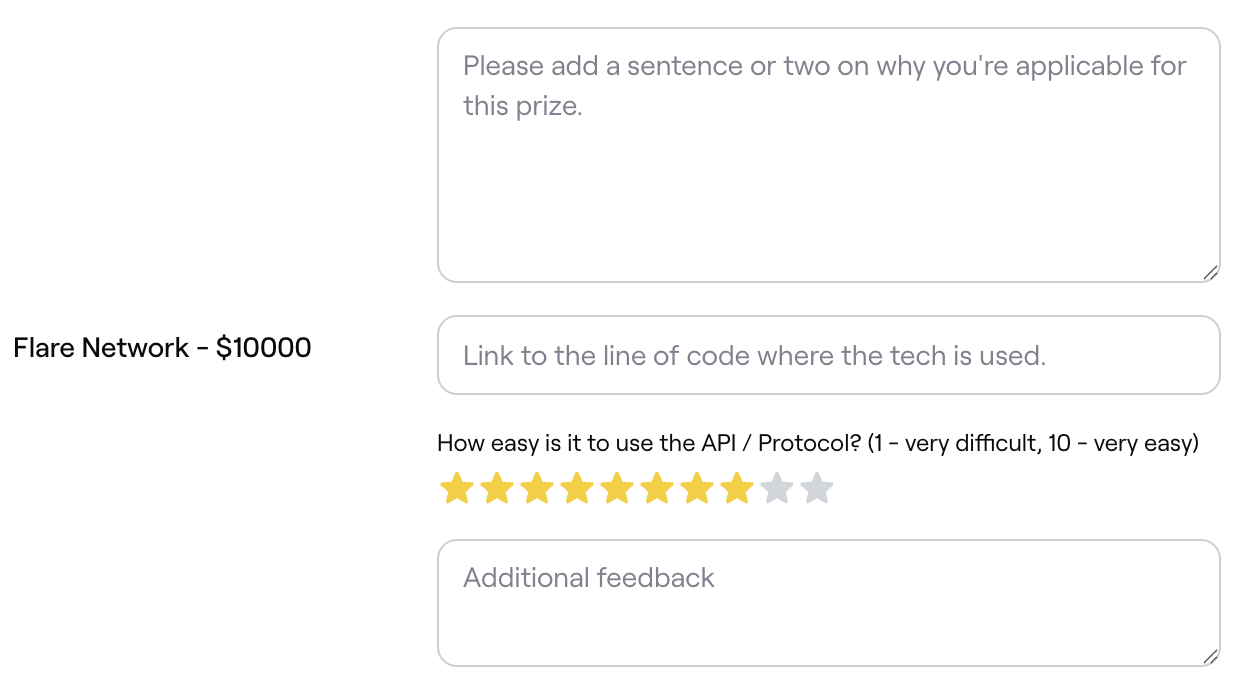 Please add a sentence or two on why you're applicable for
this prize.
Flare Network - $10000
Link to the line of code where the tech is used.
How easy is it to use the API / Protocol? (1 - very difficult, 10 - very easy)
Additional feedback